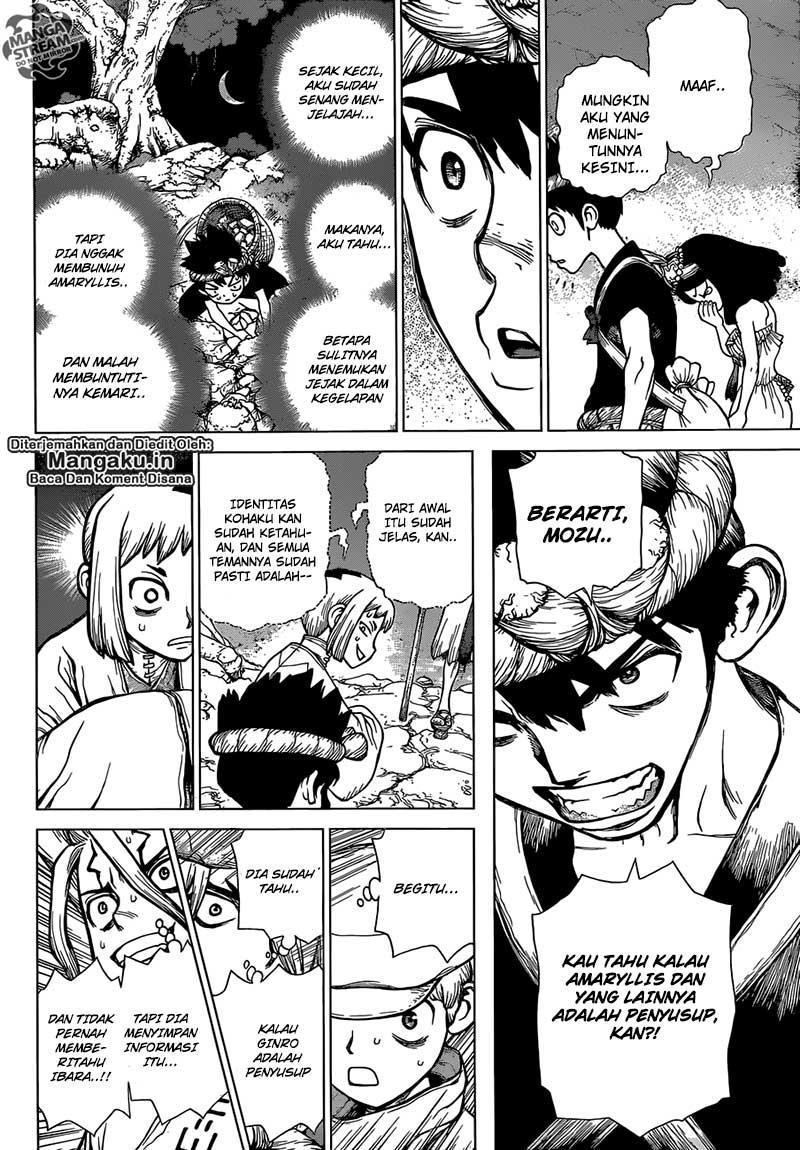 MANGA
STREAM
DO NOT MIRROR
MAAF..
MUNGKIN
AKU YANG
MENUN-
TUNNYA
KESINI...
SEJAK KECIL,
AKU SUDAH
SENANG MEN-
JELAJAH...
MAKANYA,
AKU TAHU...
BETAPA
SULITNYA
MENEMUKAN
JEJAK DALAM
KEGELAPAN
TAPI
DIA NGGAK
MEMBUNUH
AMARYLLIS..
DAN MALAH
MEMBUNTUTI-
NYA KEMARI..
Diterjemahkan dan Diedit Oleh:
Mangaku.in
Baca Dan Koment Disana
BERARTI,
MOZU..
KAU TAHU KALAU
AMARYLLIS DAN
YANG LAINNYA
ADALAH PENYUSUP,
KAN?!
DARI AWAL
ITU SUDAH
JELAS, KAN..
IDENTITAS
KOHAKU KAN
SUDAH KETAHU-
AN, DAN SEMUA
TEMANNYA SUDAH
PASTI ADALAH--
BEGITU...
DIA SUDAH
TAHU..
KALAU
GINRO
ADALAH
PENYUSUP
TAPI DIA
MENYIMPAN
INFORMASI
ITU...
DAN TIDAK
PERNAH
MEMBE-
RITAHU
IBARA..!!